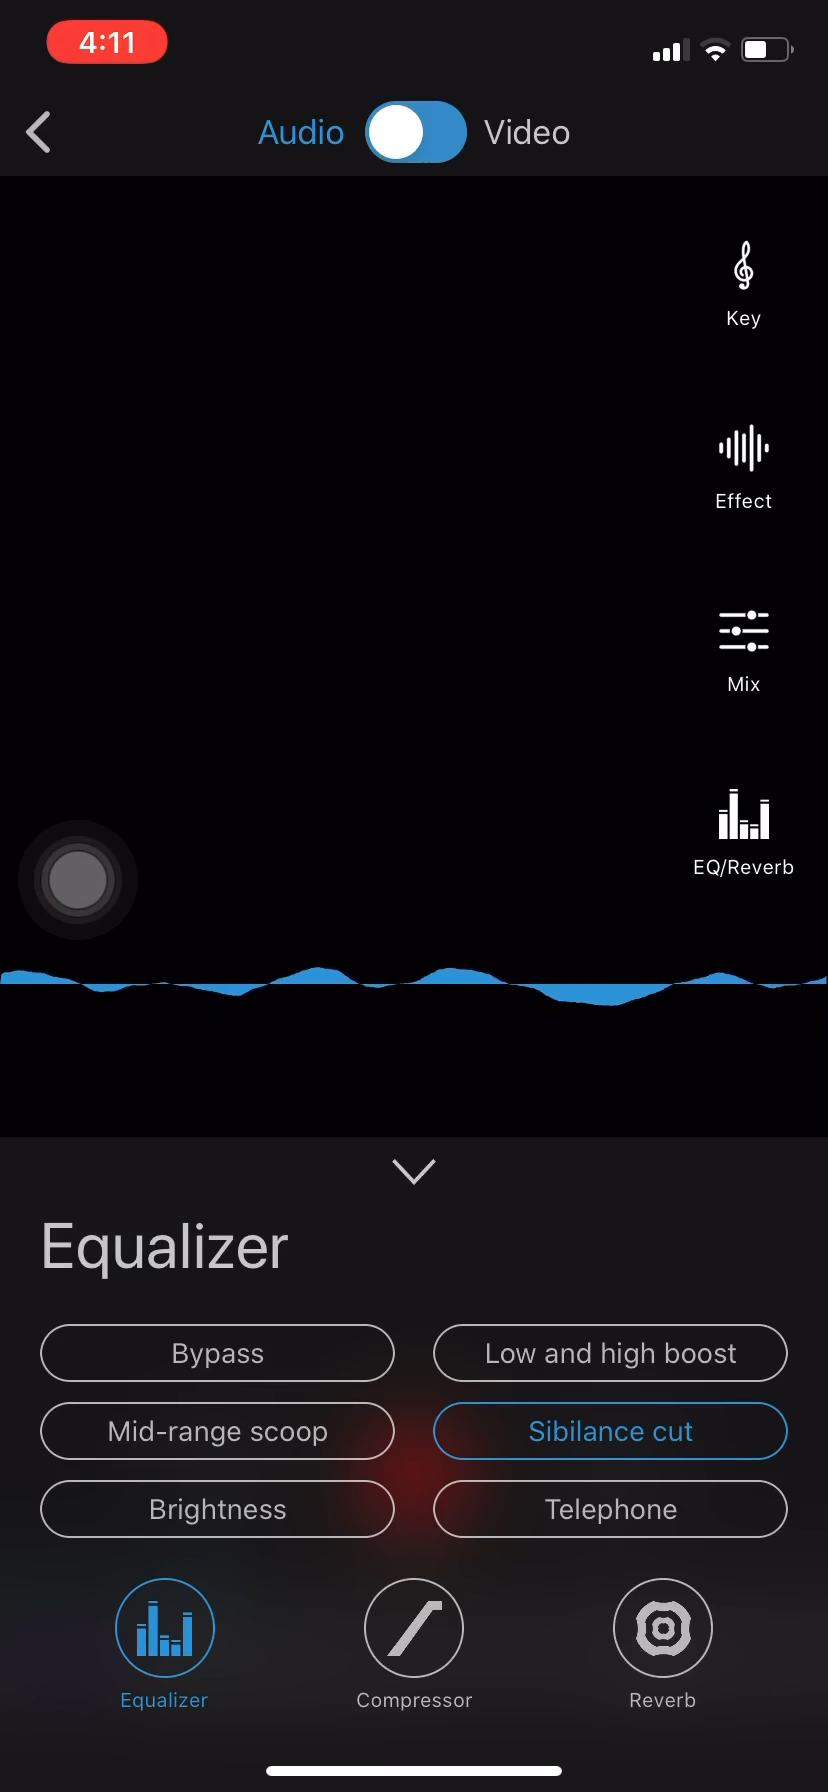 4:11
Audio Video
Key
Effect
Mix
EQ/Reverb
Equalizer
Bypass Low and high boost
Mid-range scoop Sibilance cut
Brightness Telephone
Equalizer Compressor Reverb